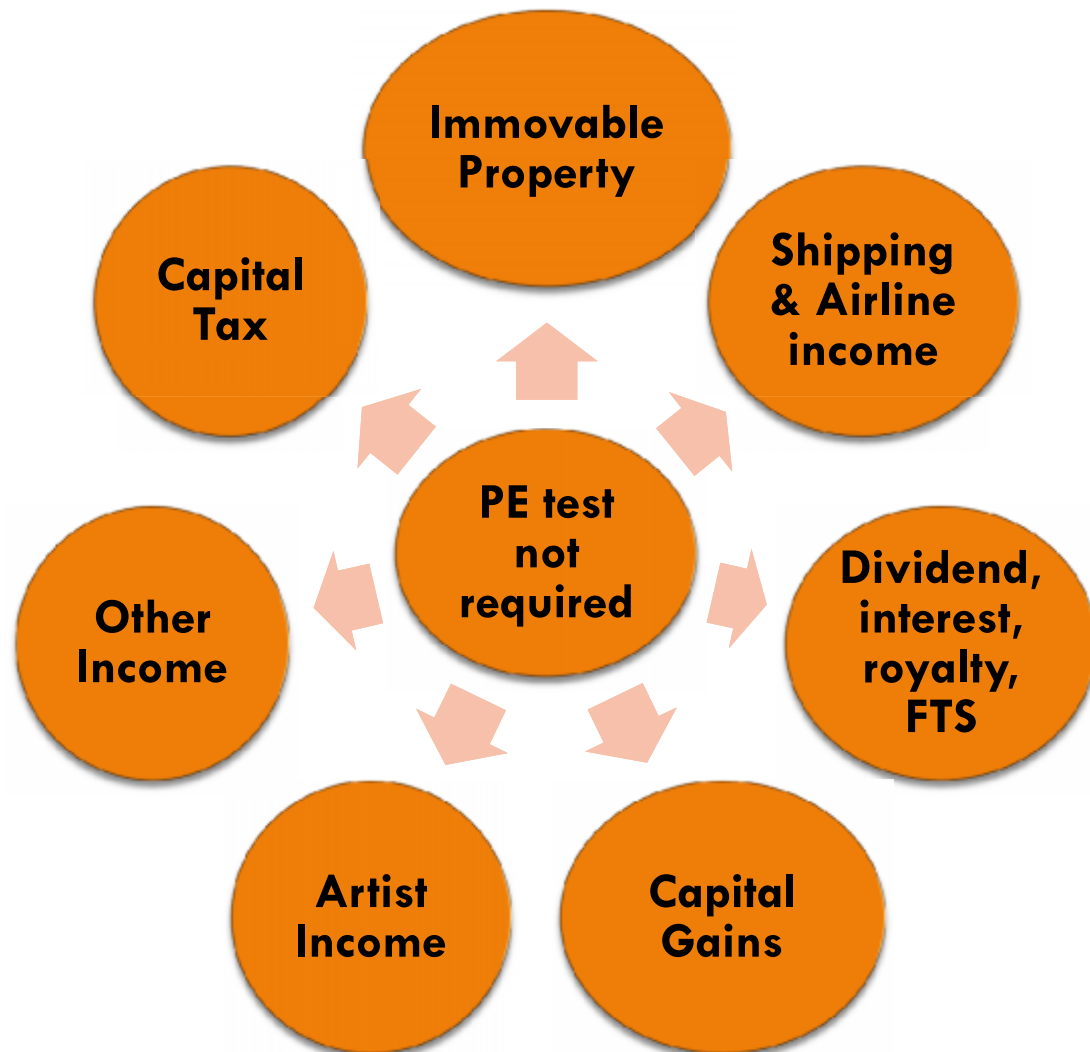 Immovable
Property
Shipping
& Airline
income
Dividend,
interest,
royalty,
FTS
Capital
Gains
Artist
Income
Other
Income
Capital
Tax
PE test
not
required